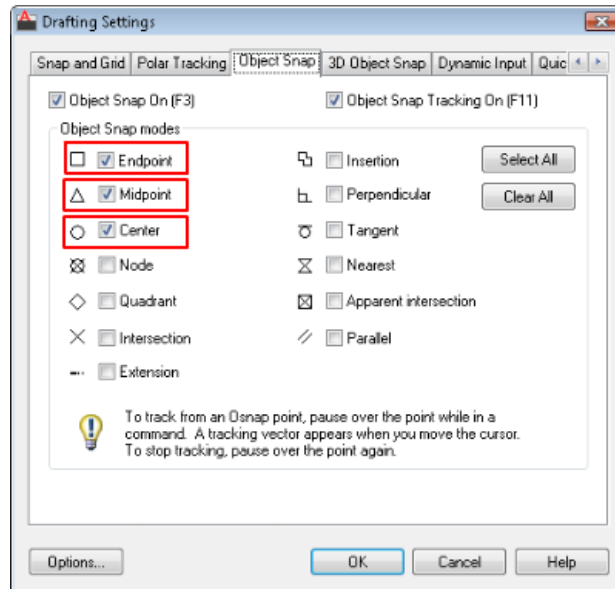 Drafting Settings
Snap and Grid Polar Tracking Object Snap 3D Object Snap Dynamic Input Quic
Object Snap On (F3) Object Snap Tracking On (F11)
Object Snap modes
Endpoint Insertion Select All
Midpoint Perpendicular Clear All
Center Tangent
Node Nearest
Quadrant Apparent intersection
Intersection Parallel
Extension
To track from an Osnap point, pause over the point while in a
command. A tracking vector appears when you move the cursor.
To stop tracking, pause over the point again.
Options... OK Cancel Help